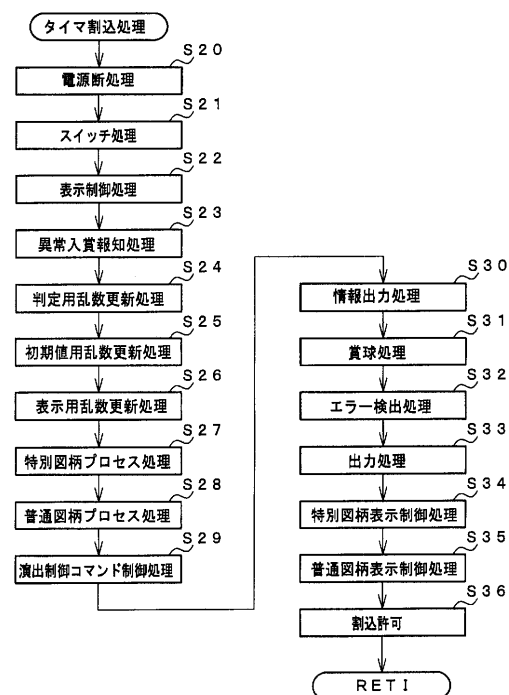 タイマ割込処理
S20
電源断処理
S21
スイッチ処理
S22
表示制御処理
S23
異常入賞報知処理
S24
判定用乱数更新処理
S25
初期値用乱数更新処理
S26
表示用乱数更新処理
S27
特別図柄プロセス処理
S28
普通図柄プロセス処理
S29
演出制御コマンド制御処理
S30
情報出力処理
S31
賞球処理
S32
エラー検出処理
S33
出力処理
S34
特別図柄表示制御処理
S35
普通図柄表示制御処理
S36
割込許可
RETI